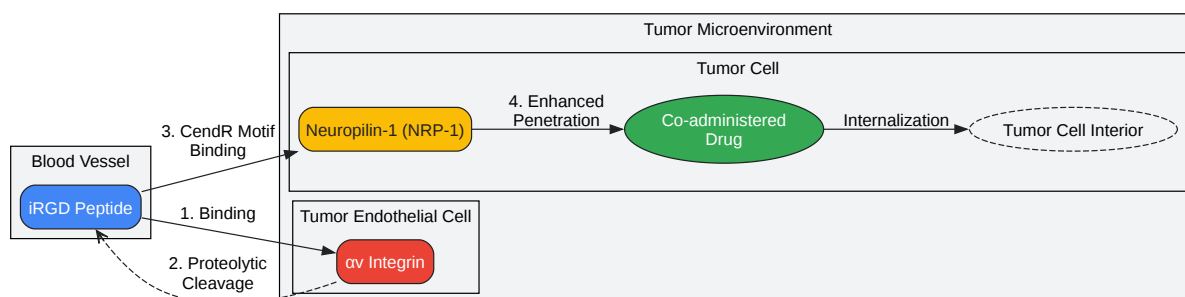 Tumor Microenvironment
Tumor Cell
Neuropilin-1 (NRP-1)
4. Enhanced
Penetration
Co-administered
Drug
Internalization
Tumor Cell Interior
3. CendR Motif
Binding
Blood Vessel
iRGD Peptide
1. Binding
Tumor Endothelial Cell
αv Integrin
2. Proteolytic
Cleavage